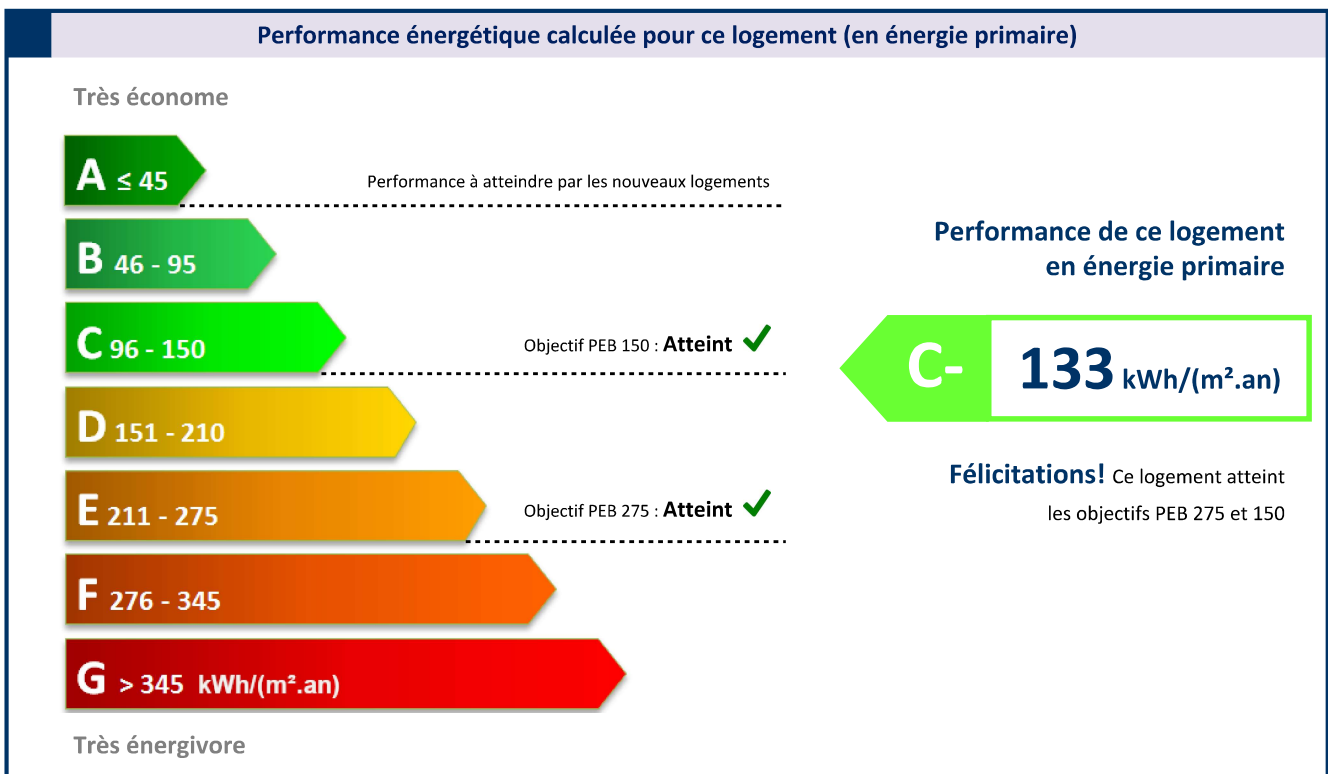 Performance énergétique calculée pour ce logement (en énergie primaire)
Très économe
A ≤ 45
Performance à atteindre par les nouveaux logements
B 46 - 95
C 96 - 150
Objectif PEB 150 : Atteint
D 151 - 210
E 211 - 275
Objectif PEB 275 : Atteint
F 276 - 345
G > 345 kWh/(m².an)
Très énergivore
Performance de ce logement
en énergie primaire
C- 133 kWh/(m².an)
Félicitations! Ce logement atteint
les objectifs PEB 275 et 150